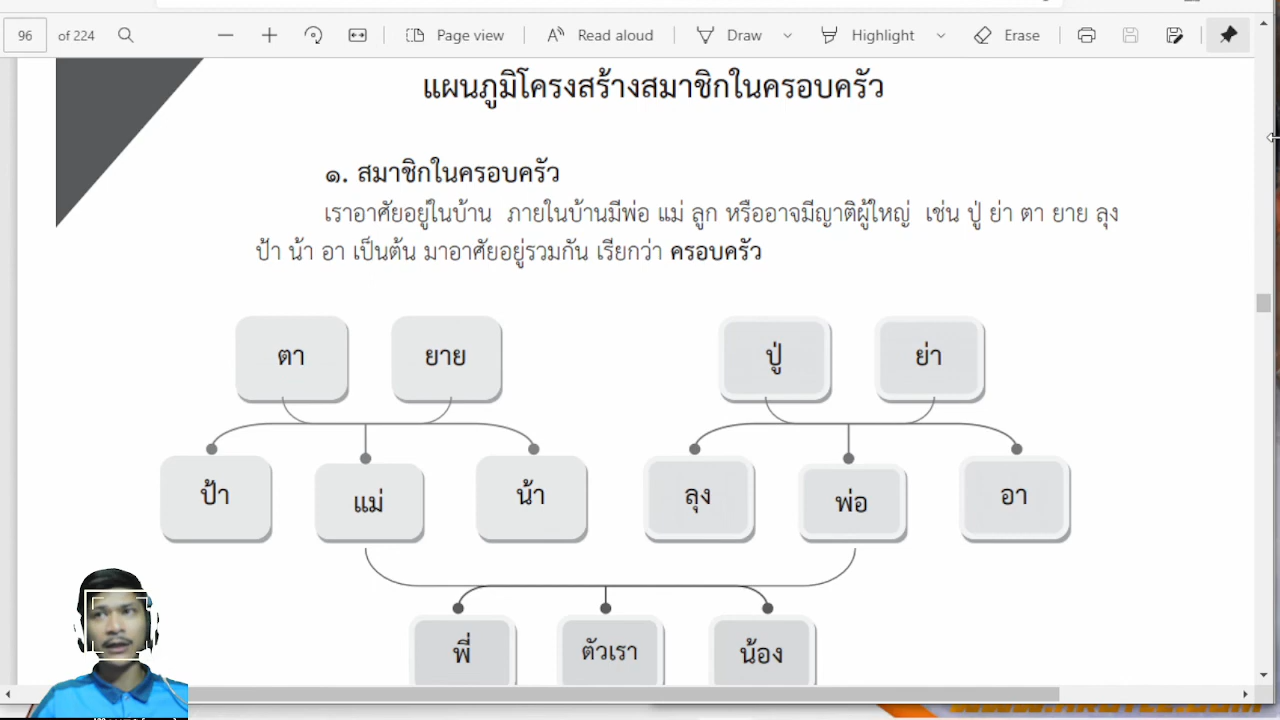 96 of 224 Page view Read aloud Draw Highlight Erase
แผนภูมิโครงสร้างสมาชิกในครอบครัว
๑. สมาชิกในครอบครัว
เราอาศัยอยู่ในบ้าน ภายในบ้านมีพ่อ แม่ ลูก หรืออาจมีญาติผู้ใหญ่ เช่น ปู่ ย่า ตา ยาย ลุง
ป้า น้า อา เป็นต้น มาอาศัยอยู่รวมกัน เรียกว่า ครอบครัว
ตา ยาย ปู่ ย่า
ป้า แม่ น้า ลุง พ่อ อา
พี่ ตัวเรา น้อง